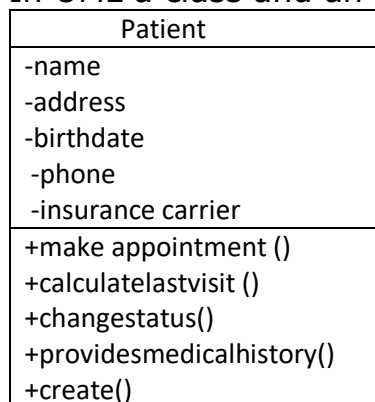 Patient
-name
-address
-birthdate
-phone
-insurance carrier
+make appointment ()
+calculatelastvisit ()
+changestatus()
+providesmedicalhistory()
+create()